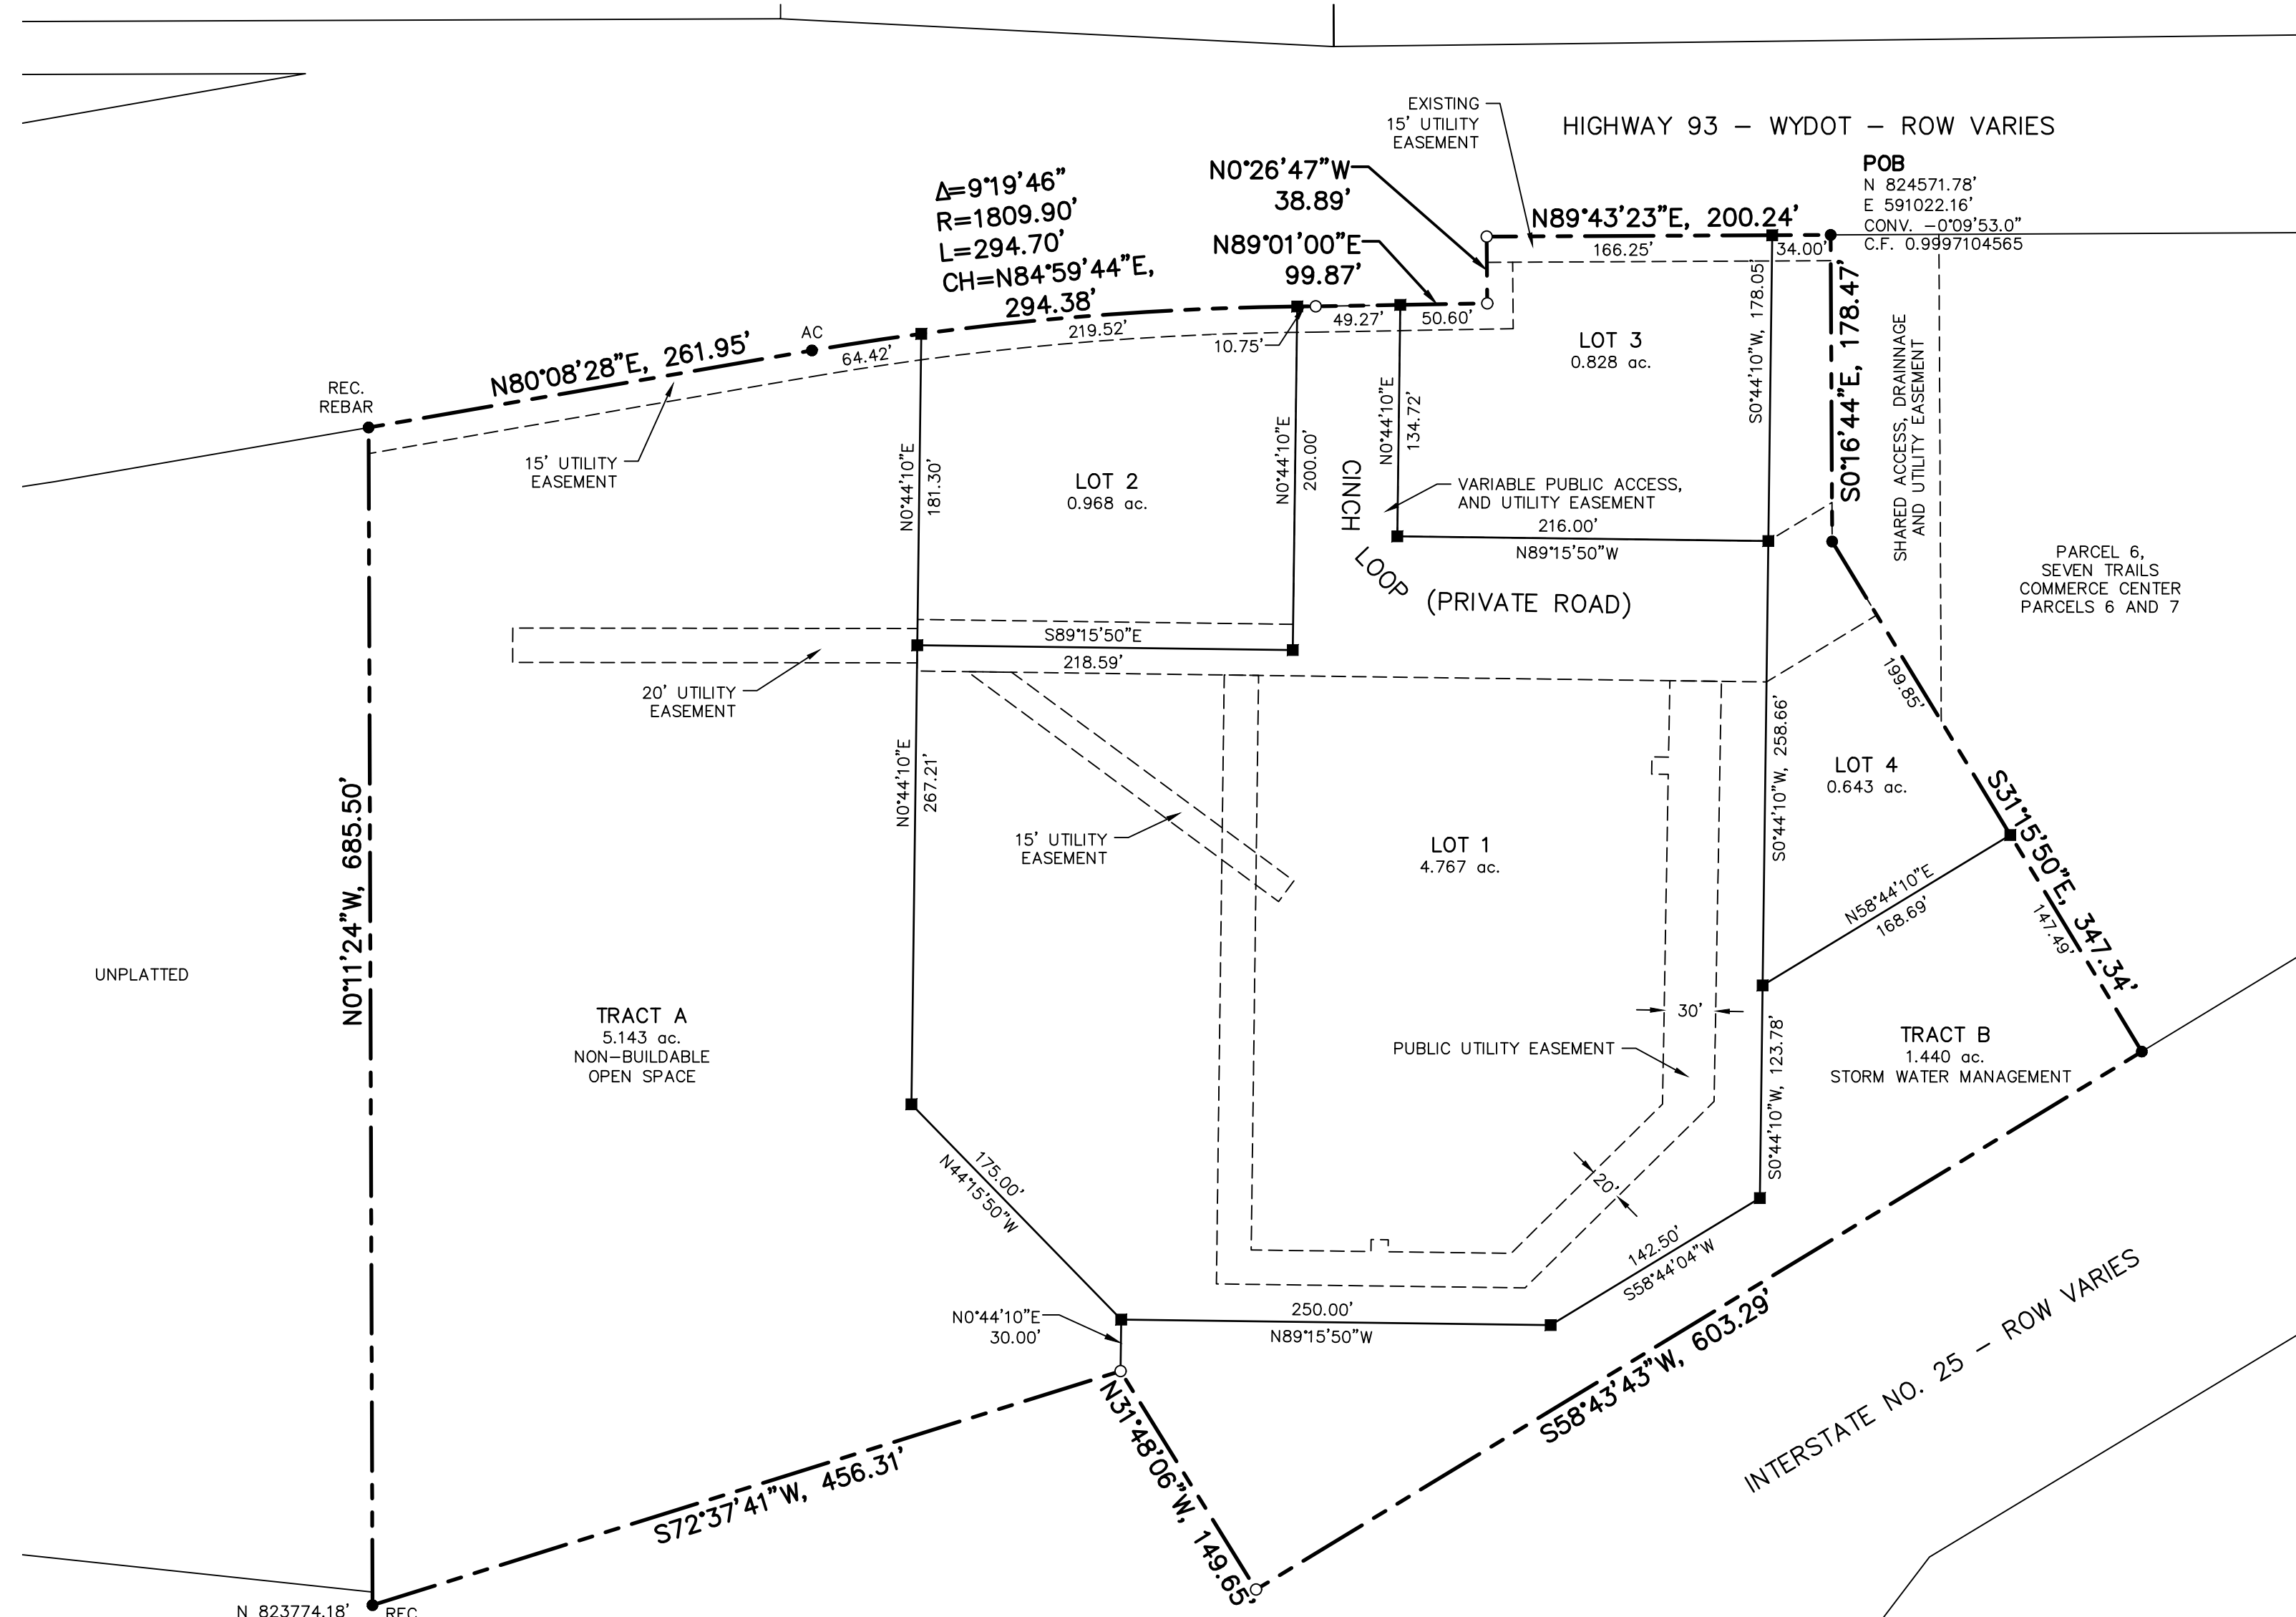 EXISTING
15' UTILITY
EASEMENT
HIGHWAY 93 – WYDOT – ROW VARIES
POB
N 824571.78'
E 591022.16'
CONV. –0°09'53.0"
C.F. 0.9997104565
Δ=9°19'46"
R=1809.90'
L=294.70'
CH=N84°59'44"E,
294.38'
N0°26'47"W
38.89'
N89°01'00"E
99.87'
N89°43'23"E, 200.24'
166.25'
34.00'
REC.
REBAR
N80°08'28"E, 261.95'
AC
64.42'
219.52'
10.75'
49.27'
50.60'
15' UTILITY
EASEMENT
N0°44'10"E
181.30'
LOT 2
0.968 ac.
N0°44'10"E
200.00'
CINCH
LOOP
(PRIVATE ROAD)
N0°44'10"E
134.72'
LOT 3
0.828 ac.
S0°44'10"W, 178.05'
S0°16'44"E, 178.47'
SHARED ACCESS, DRAINNAGE
AND UTILITY EASEMENT
VARIABLE PUBLIC ACCESS,
AND UTILITY EASEMENT
216.00'
N89°15'50"W
PARCEL 6,
SEVEN TRAILS
COMMERCE CENTER
PARCELS 6 AND 7
S89°15'50"E
218.59'
20' UTILITY
EASEMENT
199.85'
N0°11'24"W, 685.50'
N0°44'10"E
267.21'
15' UTILITY
EASEMENT
LOT 1
4.767 ac.
S0°44'10"W, 258.66'
LOT 4
0.643 ac.
S31°15'50"E, 347.34'
N58°44'10"E
168.69'
147.49'
UNPLATTED
TRACT A
5.143 ac.
NON–BUILDABLE
OPEN SPACE
30'
PUBLIC UTILITY EASEMENT
S0°44'10"W, 123.78'
TRACT B
1.440 ac.
STORM WATER MANAGEMENT
175.00'
N44°15'50"W
20'
142.50'
S58°44'04"W
N0°44'10"E
30.00'
250.00'
N89°15'50"W
S58°43'43"W, 603.29'
INTERSTATE NO. 25 – ROW VARIES
N31°48'06"W, 149.65'
S72°37'41"W, 456.31'
N 823774.18'
REC